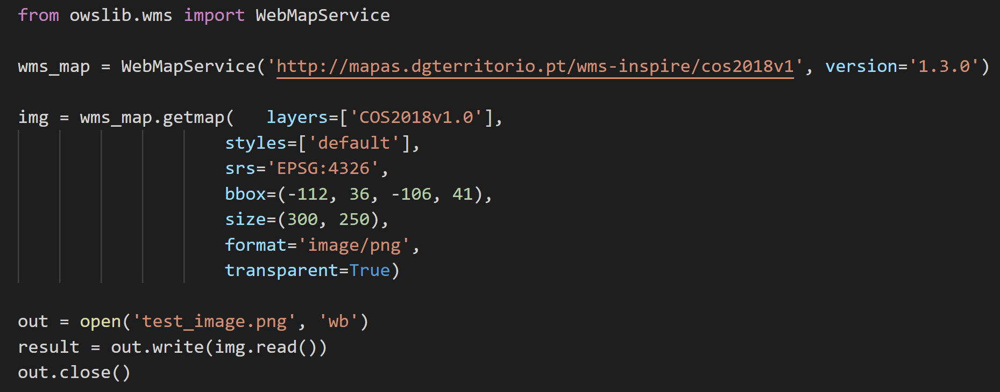 from owslib.wms import WebMapService
wms_map = WebMapService('http://mapas.dgterritorio.pt/wms-inspire/cos2018v1', version='1.3.0')
img = wms_map.getmap(   layers=['COS2018v1.0'],
                    styles=['default'],
                    srs='EPSG:4326',
                    bbox=(-112, 36, -106, 41),
                    size=(300, 250),
                    format='image/png',
                    transparent=True)
out = open('test_image.png', 'wb')
result = out.write(img.read())
out.close()